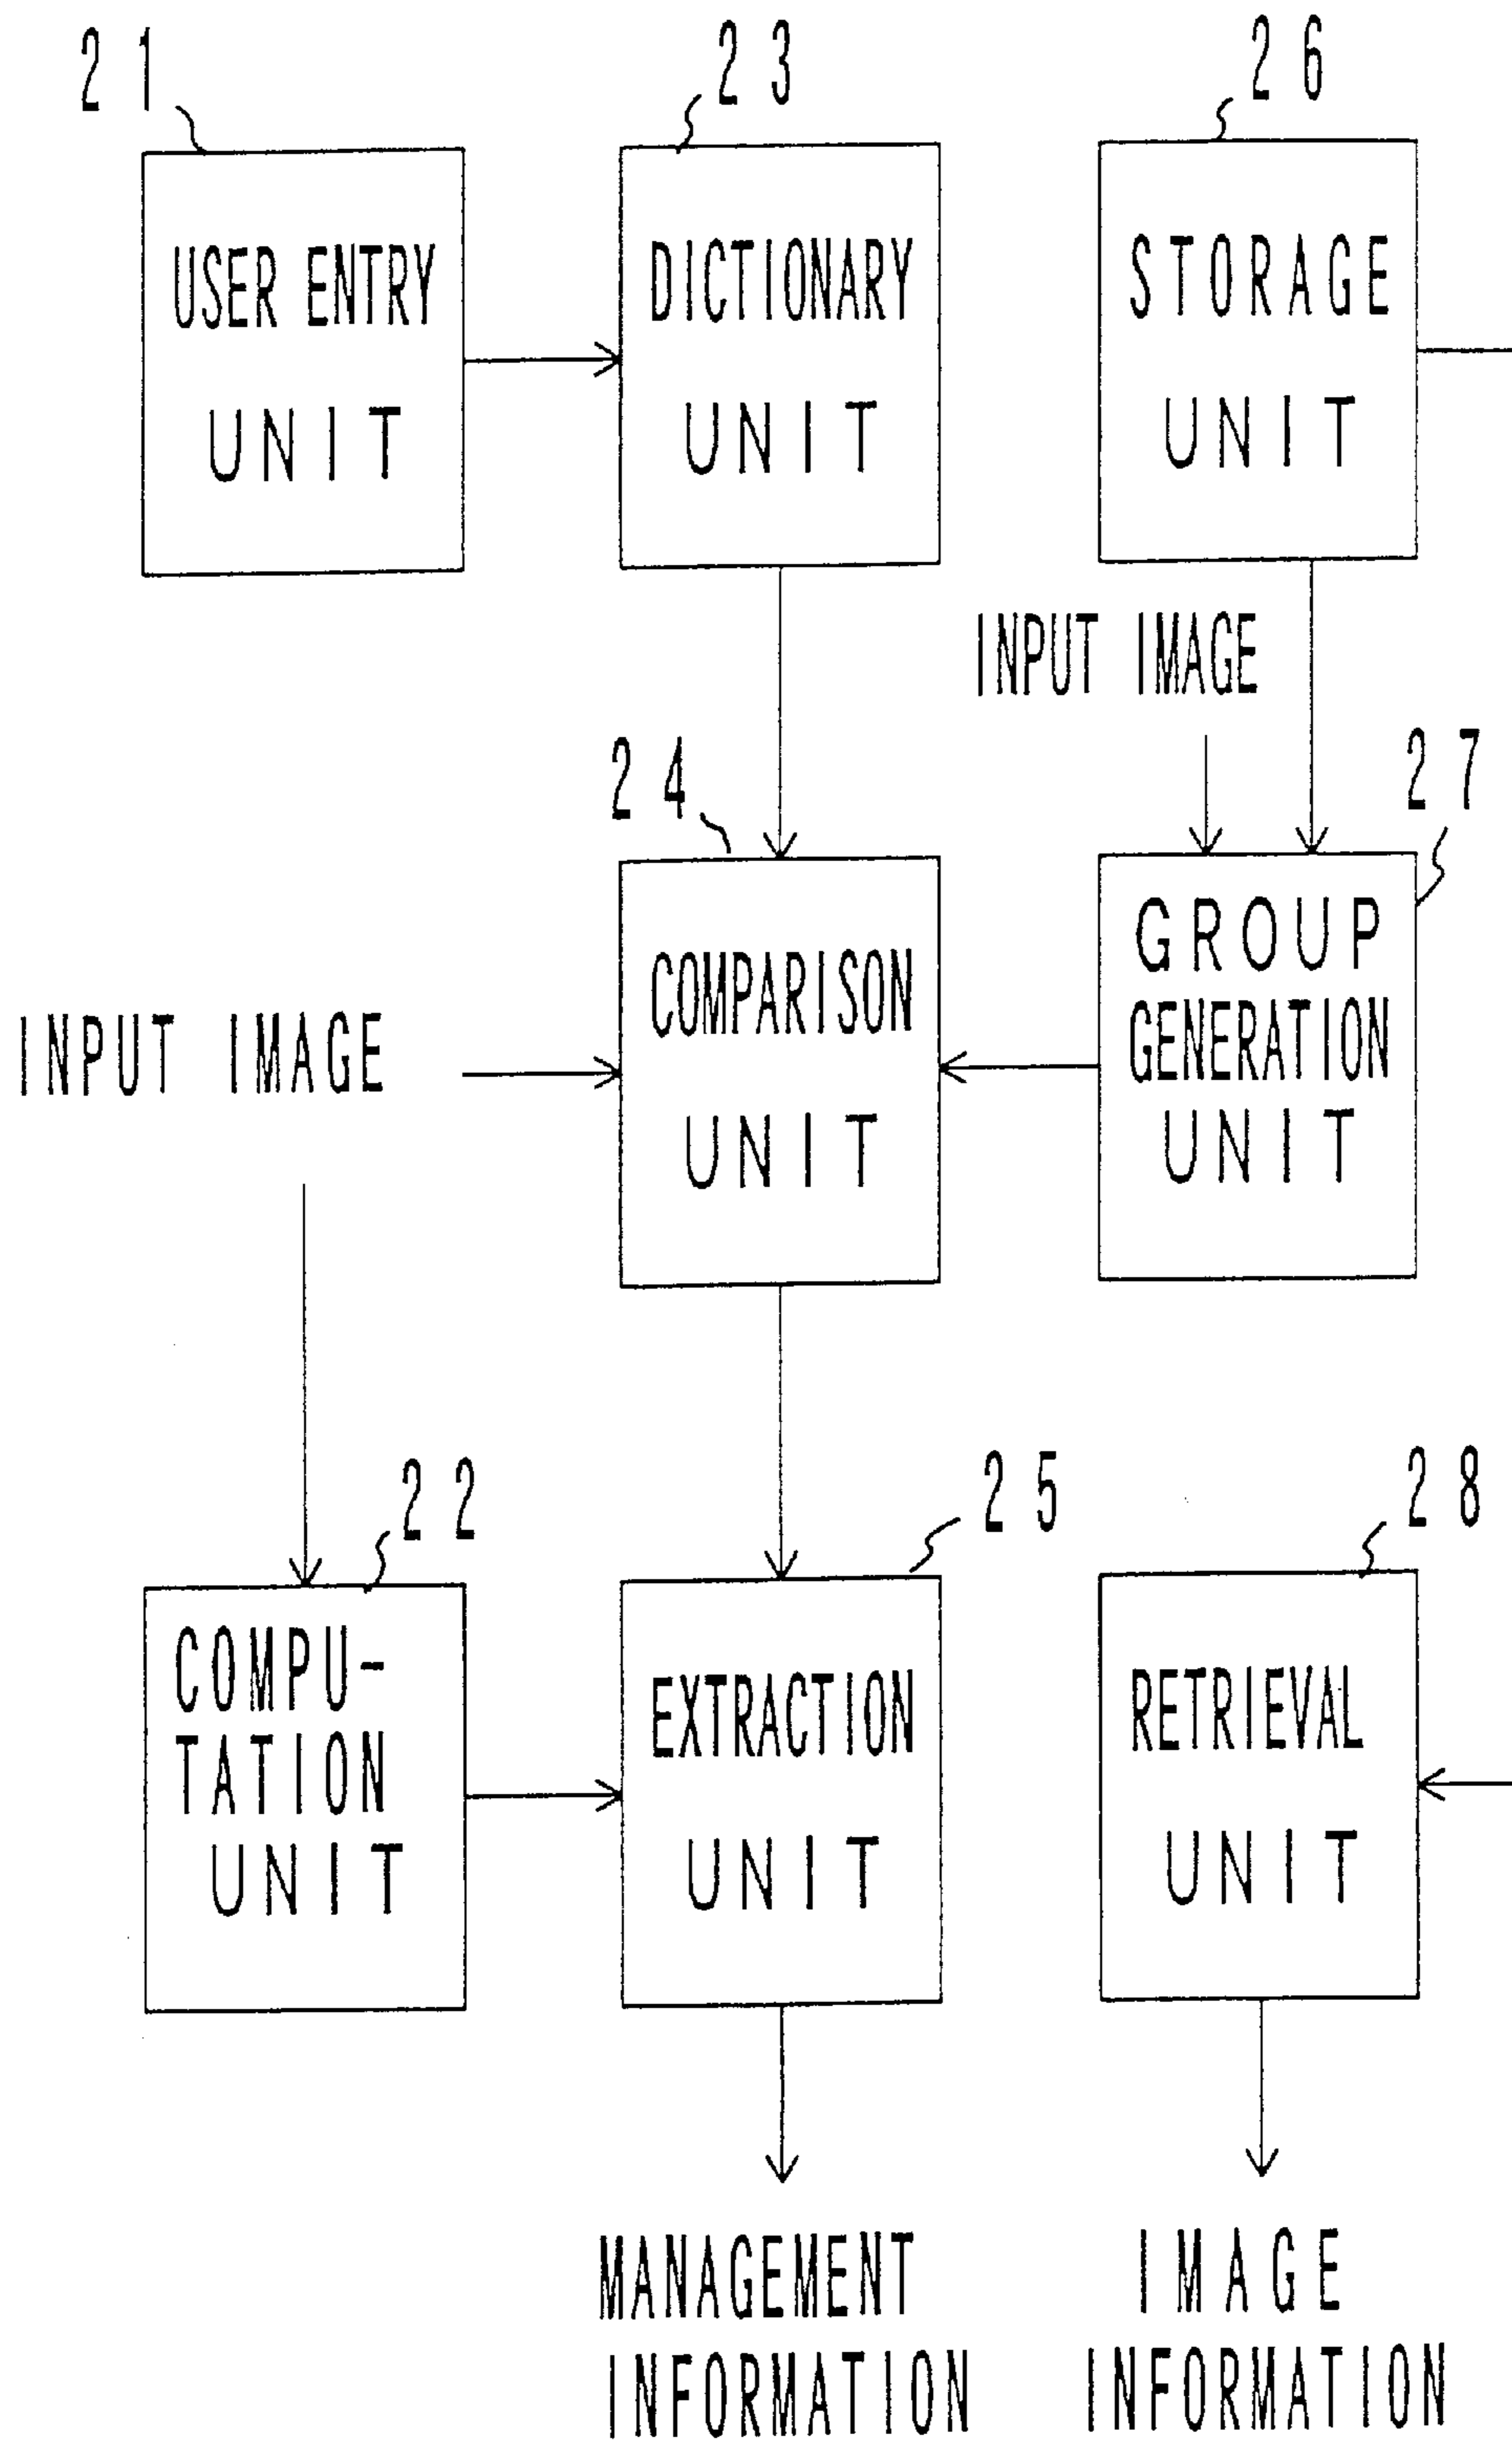 21
USER ENTRY
UNIT
23
DICTIONARY
UNIT
26
STORAGE
UNIT
INPUT IMAGE
24
COMPARISON
UNIT
27
GROUP
GENERATION
UNIT
INPUT IMAGE
22
COMPU-
TATION
UNIT
25
EXTRACTION
UNIT
28
RETRIEVAL
UNIT
MANAGEMENT
INFORMATION
IMAGE
INFORMATION